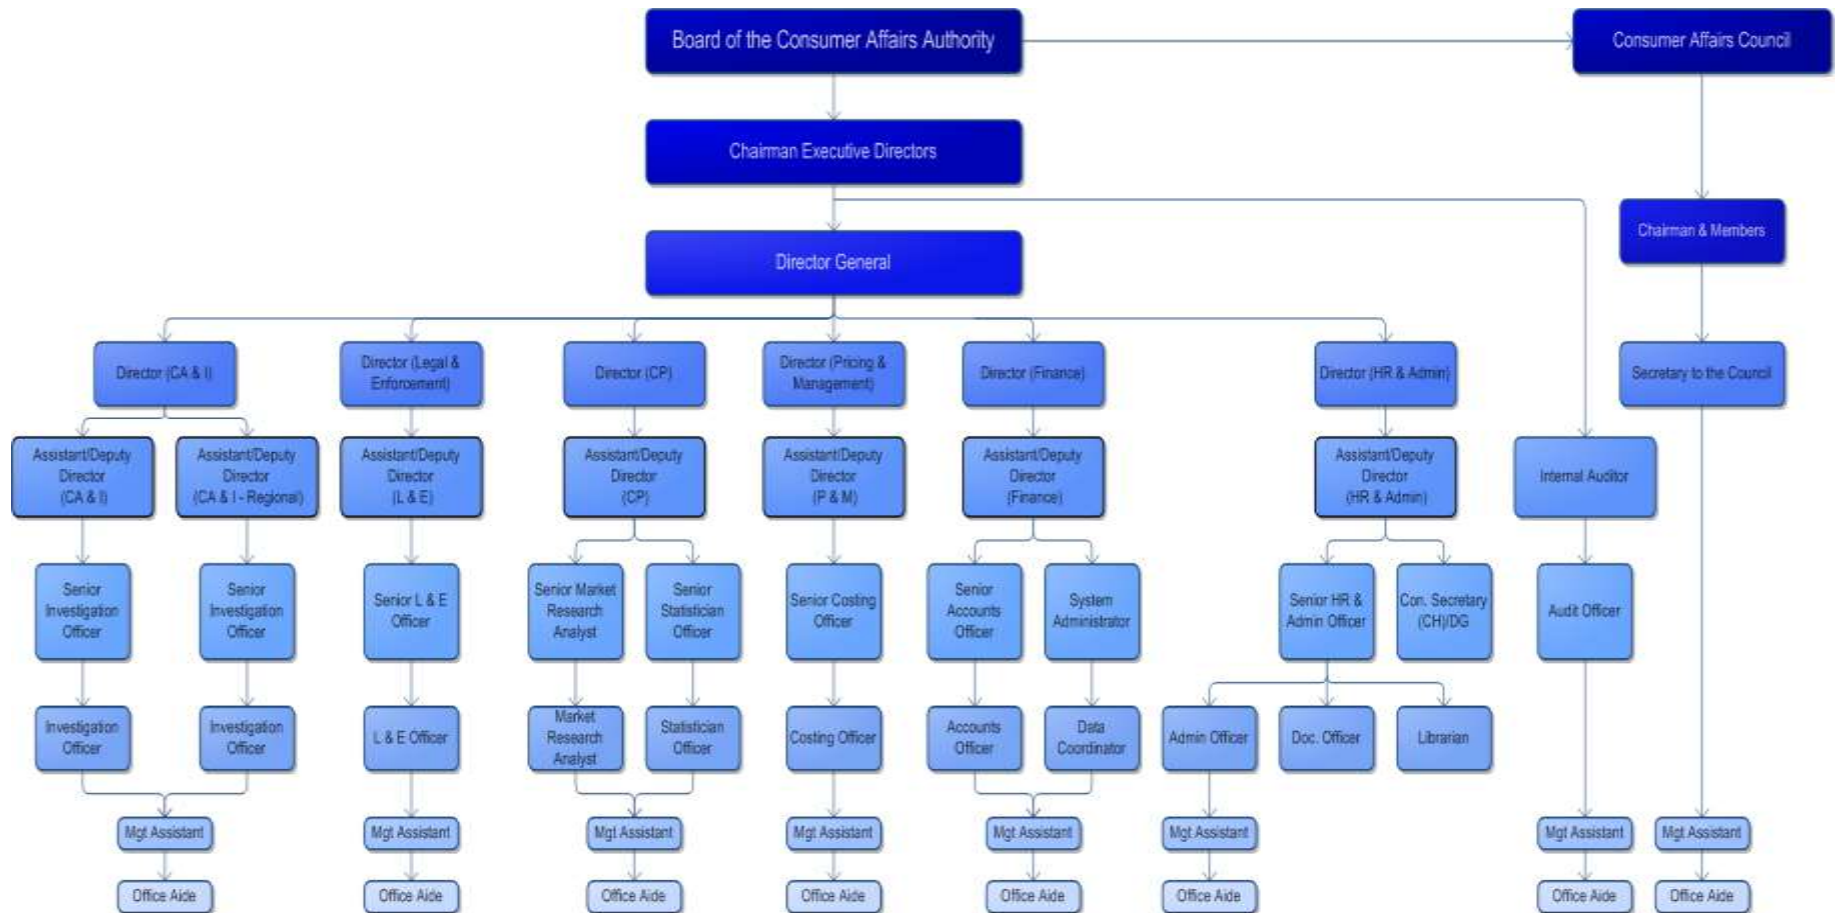 Board of the Consumer Affairs Authority
Consumer Affairs Council
Chairman Executive Directors
Chairman & Members
Director General
Director (CA & I)
Director (Legal &
Enforcement)
Director (CP)
Director (Pricing &
Management)
Director (Finance)
Director (HR & Admin)
Secretary to the Council
Assistant/Deputy
Director
(CA & I)
Assistant/Deputy
Director
(CA & I - Regional)
Assistant/Deputy
Director
(L & E)
Assistant/Deputy
Director
(CP)
Assistant/Deputy
Director
(P & M)
Assistant/Deputy
Director
(Finance)
Assistant/Deputy
Director
(HR & Admin)
Internal Auditor
Senior
Investigation
Officer
Senior
Investigation
Officer
Senior L & E
Officer
Senior Market
Research
Analyst
Senior
Statistician
Officer
Senior Costing
Officer
Senior
Accounts
Officer
System
Administrator
Senior HR &
Admin Officer
Con. Secretary
(CH)/DG
Audit Officer
Investigation
Officer
Investigation
Officer
L & E Officer
Market
Research
Analyst
Statistician
Officer
Costing Officer
Accounts
Officer
Data
Coordinator
Admin Officer
Doc. Officer
Librarian
Mgt Assistant
Mgt Assistant
Mgt Assistant
Mgt Assistant
Mgt Assistant
Mgt Assistant
Mgt Assistant
Mgt Assistant
Office Aide
Office Aide
Office Aide
Office Aide
Office Aide
Office Aide
Office Aide
Office Aide